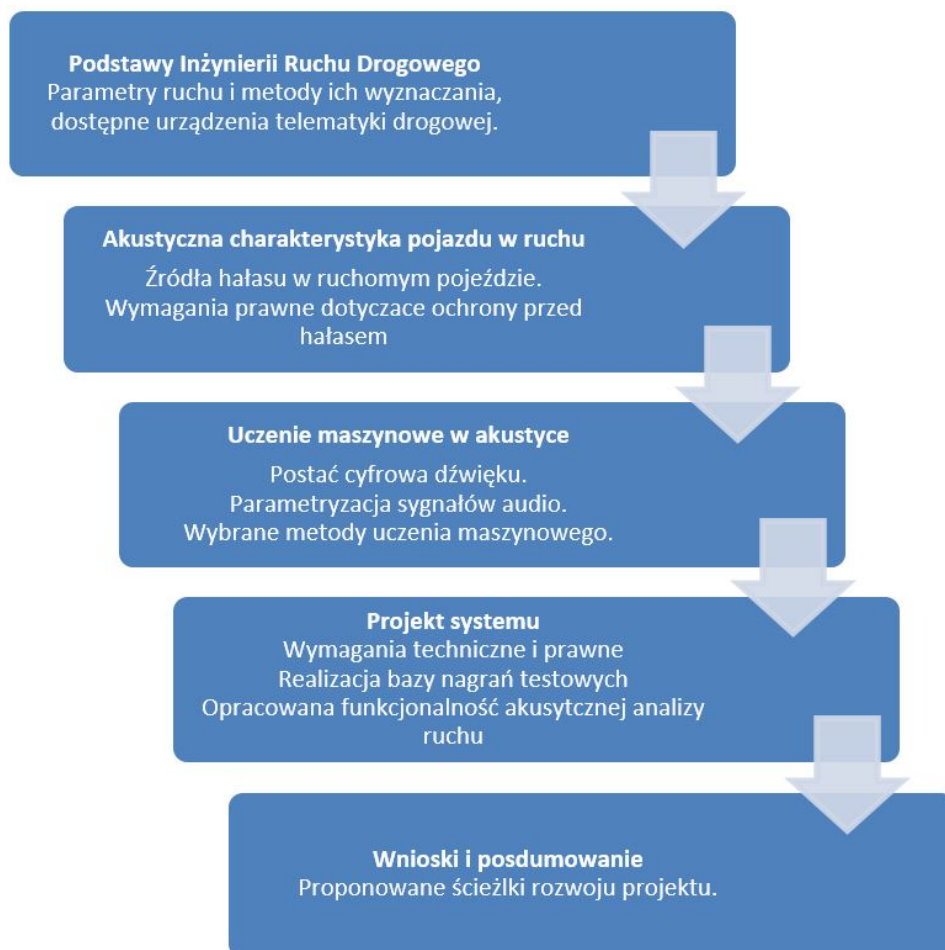 Podstawy Inżynierii Ruchu Drogowego
Parametry ruchu i metody ich wyznaczania,
dostępne urządzenia telematyki drogowej.
Akustyczna charakterystyka pojazdu w ruchu
Źródła hałasu w ruchomym pojeździe.
Wymagania prawne dotyczace ochrony przed
hałasem
Uczenie maszynowe w akustyce
Postać cyfrowa dźwięku.
Parametryzacja sygnałów audio.
Wybrane metody uczenia maszynowego.
Projekt systemu
Wymagania techniczne i prawne
Realizacja bazy nagrań testowych
Opracowana funkcjonalność akusytcznej analizy
ruchu
Wnioski i posdumowanie
Proponowane ścieżlki rozwoju projektu.